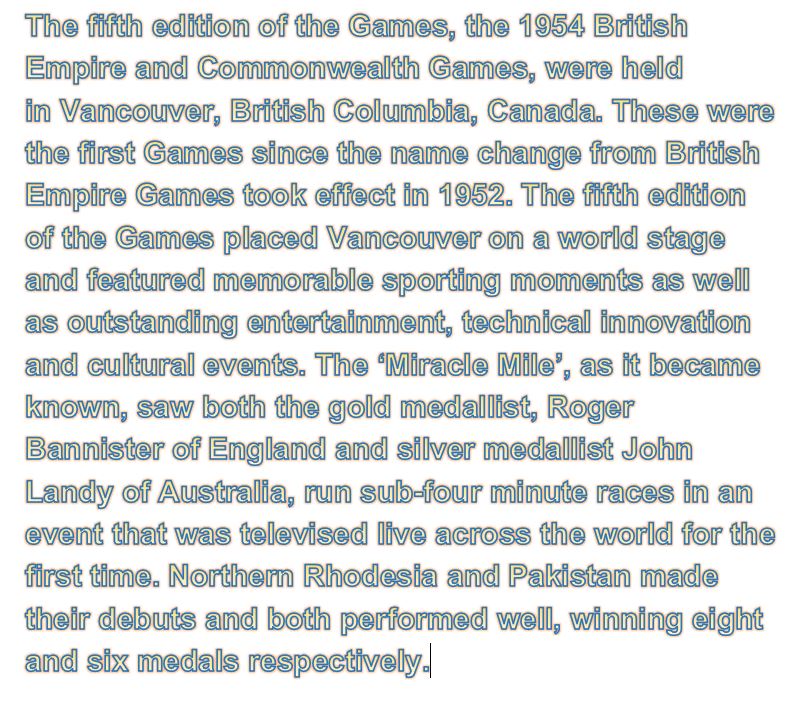 The fifth edition of the Games, the 1954 British
Empire and Commonwealth Games, were held
in Vancouver, British Columbia, Canada. These were
the first Games since the name change from British
Empire Games took effect in 1952. The fifth edition
of the Games placed Vancouver on a world stage
and featured memorable sporting moments as well
as outstanding entertainment, technical innovation
and cultural events. The ‘Miracle Mile’, as it became
known, saw both the gold medallist, Roger
Bannister of England and silver medallist John
Landy of Australia, run sub-four minute races in an
event that was televised live across the world for the
first time. Northern Rhodesia and Pakistan made
their debuts and both performed well, winning eight
and six medals respectively.